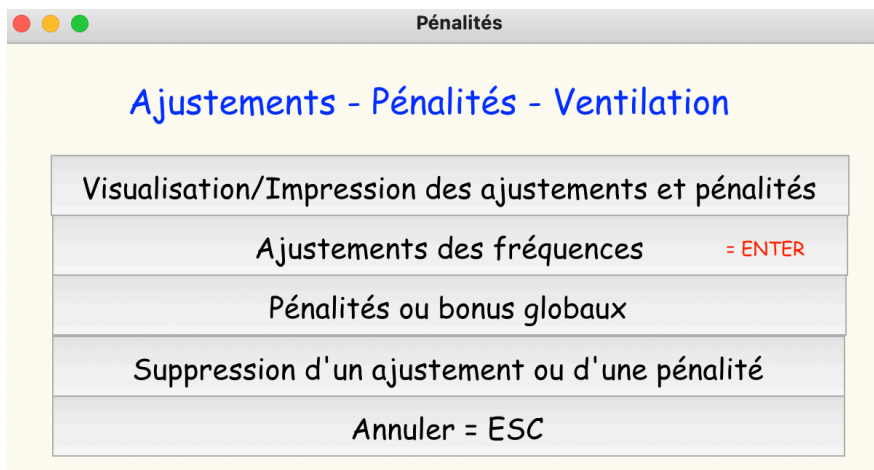 Pénalités
Ajustements - Pénalités - Ventilation
Visualisation/Impression des ajustements et pénalités
Ajustements des fréquences = ENTER
Pénalités ou bonus globaux
Suppression d'un ajustement ou d'une pénalité
Annuler = ESC